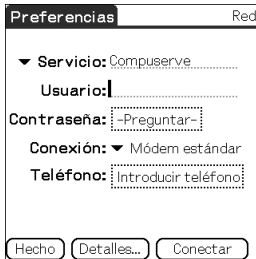 Preferencias Red
Servicio: Compuserve
Usuario:
Contraseña: -Preguntar-
Conexión: Módem estándar
Teléfono: Introducir teléfono
Hecho Detalles... Conectar